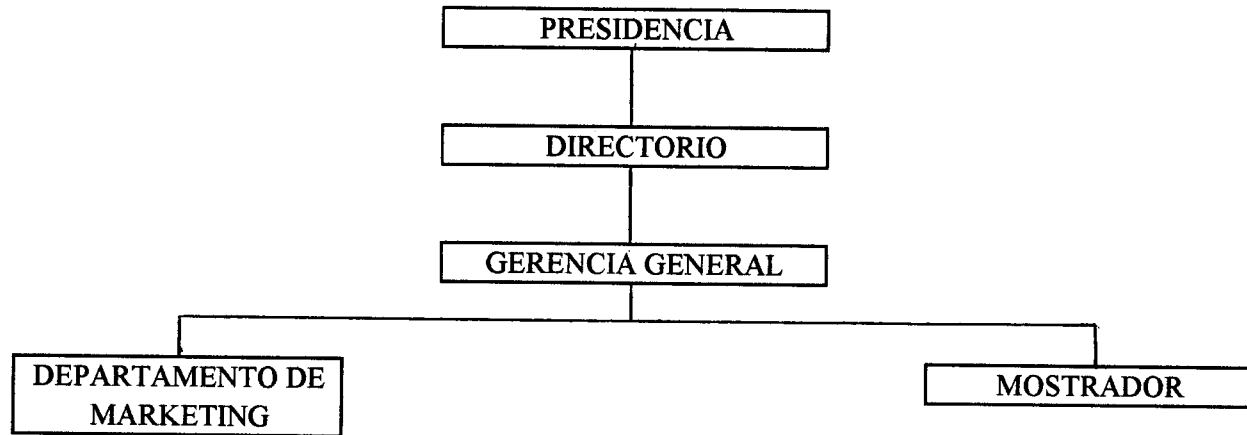 PRESIDENCIA
DIRECTORIO
GERENCIA GENERAL
DEPARTAMENTO DE
MARKETING
MOSTRADOR